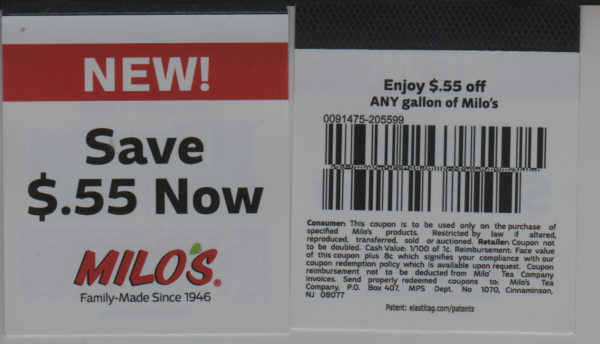 NEW!
Save
$.55 Now
MILO'S®
Family-Made Since 1946
Enjoy $.55 off
ANY gallon of Milo's
0091475-205599
Consumer: This coupon is to be used only on the purchase of
specified Milo's products. Restricted by law if altered,
reproduced, transferred, sold or auctioned. Retailer: Coupon not
to be doubled. Cash Value: 1/100 of 1c. Reimbursement: Face value
of this coupon plus 8c which signifies your compliance with our
coupon redemption policy which is available upon request. Coupon
reimbursement not to be deducted from Milo' Tea Company
invoices. Send properly redeemed coupons to: Milo's Tea
Company, P.O. Box 407, MPS Dept. No 1070, Cinnaminson,
NJ 08077
Patent: elastitag.com/patents